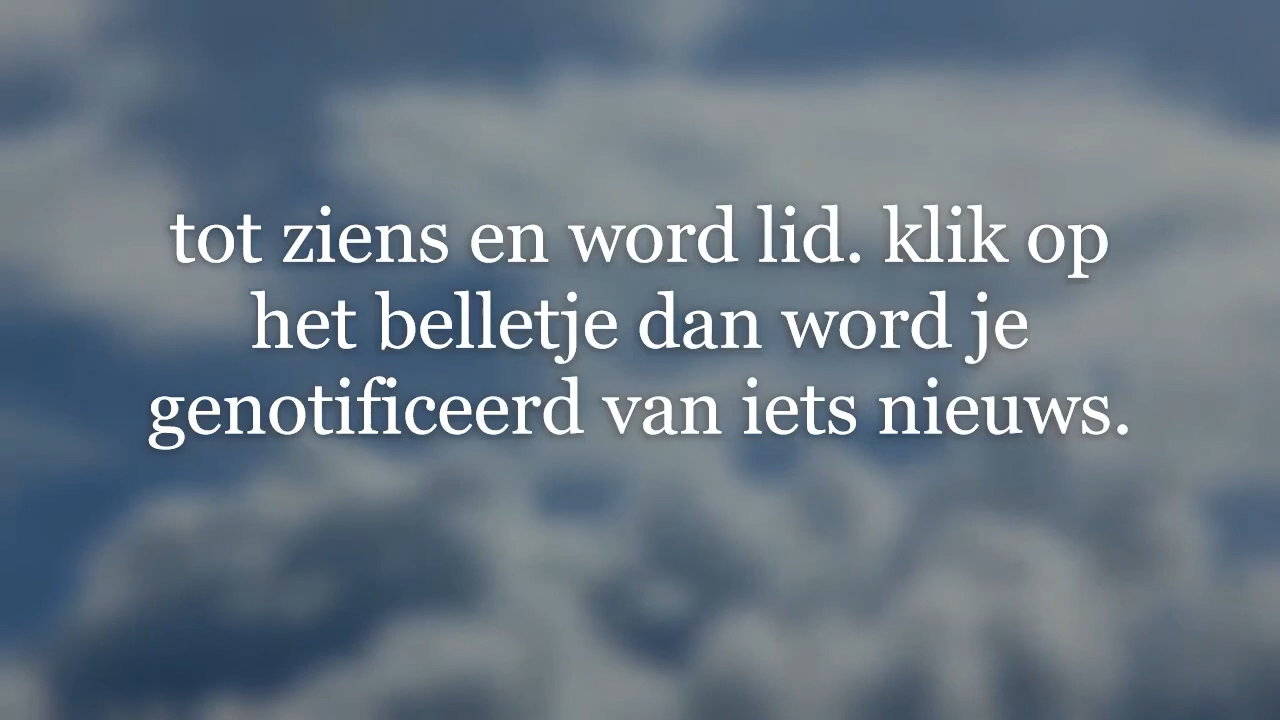 tot ziens en word lid. klik op
het belletje dan word je
genotificeerd van iets nieuws.